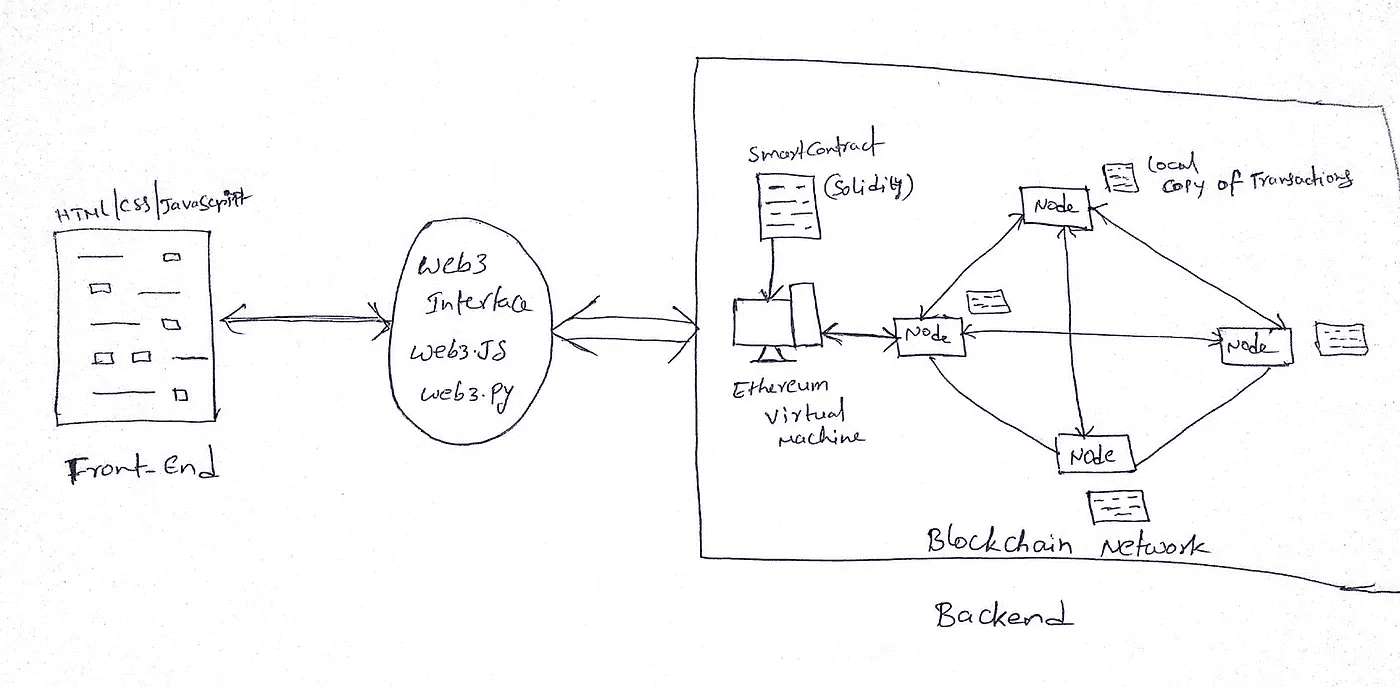 HTML/CSS/JavaScript
Front-End
Web3
Interface
Web3.JS
Web3.Py
SmartContract
(Solidity)
Ethereum
Virtual
Machine
Node
Local
Copy of Transactions
Node
Node
Node
Blockchain Network
Backend